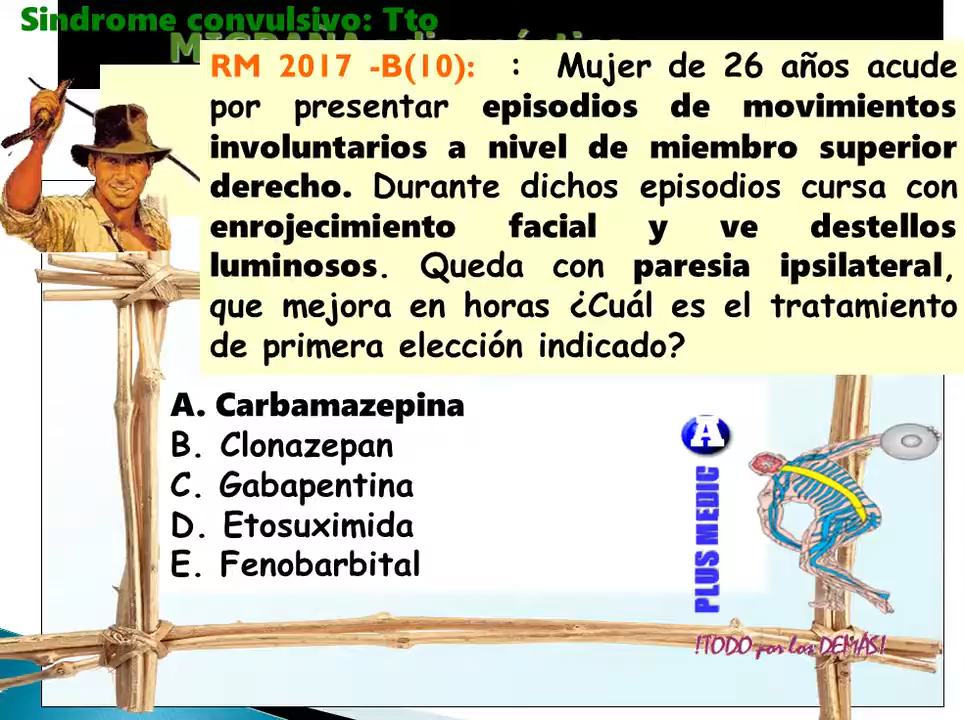 Sindrome convulsivo: Tto
RM 2017 -B(10): : Mujer de 26 años acude
por presentar episodios de movimientos
involuntarios a nivel de miembro superior
derecho. Durante dichos episodios cursa con
enrojecimiento facial y ve destellos
luminosos. Queda con paresia ipsilateral,
que mejora en horas ¿Cuál es el tratamiento
de primera elección indicado?
A. Carbamazepina
B. Clonazepan
C. Gabapentina
D. Etosuximida
E. Fenobarbital
A
PLUS MEDIC
¡TODO por los DEMÁS!